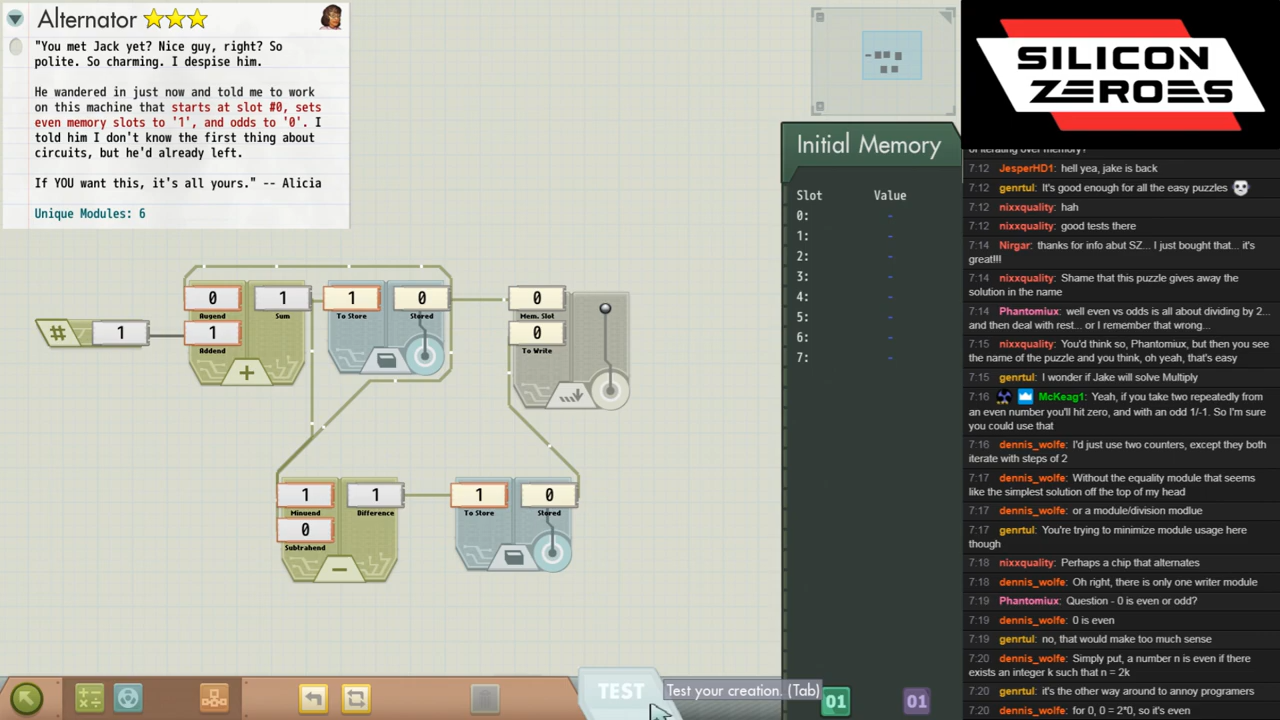 Alternator
"You met Jack yet? Nice guy, right? So
polite. So charming. I despise him.
He wandered in just now and told me to work
on this machine that starts at slot #0, sets
even memory slots to '1', and odds to '0'. I
told him I don't know the first thing about
circuits, but he'd already left.
If YOU want this, it's all yours." -- Alicia
Unique Modules: 6
# 1
0 1
Augend Sum
1
Addend
+
1 0
To Store Stored
0
Mem. Slot
0
To Write
1 1
Minuend Difference
0
Subtrahend
−
1 0
To Store Stored
TEST
Test your creation. (Tab)
01
01
Initial Memory
Slot Value
0: -
1: -
2: -
3: -
4: -
5: -
6: -
7: -
SILICON
ZEROES
7:12 JesperHD1: hell yea, jake is back
7:12 genrtul: It's good enough for all the easy puzzles
7:12 nixxquality: hah
7:12 nixxquality: good tests there
7:14 Nirgar: thanks for info abut SZ... I just bought that... it's
great!!!
7:14 nixxquality: Shame that this puzzle gives away the
solution in the name
7:14 Phantomiux: well even vs odds is all about dividing by 2...
and then deal with rest... or I remember that wrong...
7:15 nixxquality: You'd think so, Phantomiux, but then you see
the name of the puzzle and you think, oh yeah, that's easy
7:15 genrtul: I wonder if Jake will solve Multiply
7:16 McKeag1: Yeah, if you take two repeatedly from
an even number you'll hit zero, and with an odd 1/-1. So I'm sure
you could use that
7:16 dennis_wolfe: I'd just use two counters, except they both
iterate with steps of 2
7:17 dennis_wolfe: Without the equality module that seems
like the simplest solution off the top of my head
7:17 dennis_wolfe: or a module/division modlue
7:17 genrtul: You're trying to minimize module usage here
though
7:18 nixxquality: Perhaps a chip that alternates
7:18 dennis_wolfe: Oh right, there is only one writer module
7:19 Phantomiux: Question - 0 is even or odd?
7:19 dennis_wolfe: 0 is even
7:19 genrtul: no, that would make too much sense
7:20 dennis_wolfe: Simply put, a number n is even if there
exists an integer k such that n = 2k
7:20 genrtul: it's the other way around to annoy programers
7:20 dennis_wolfe: for 0, 0 = 2*0, so it's even